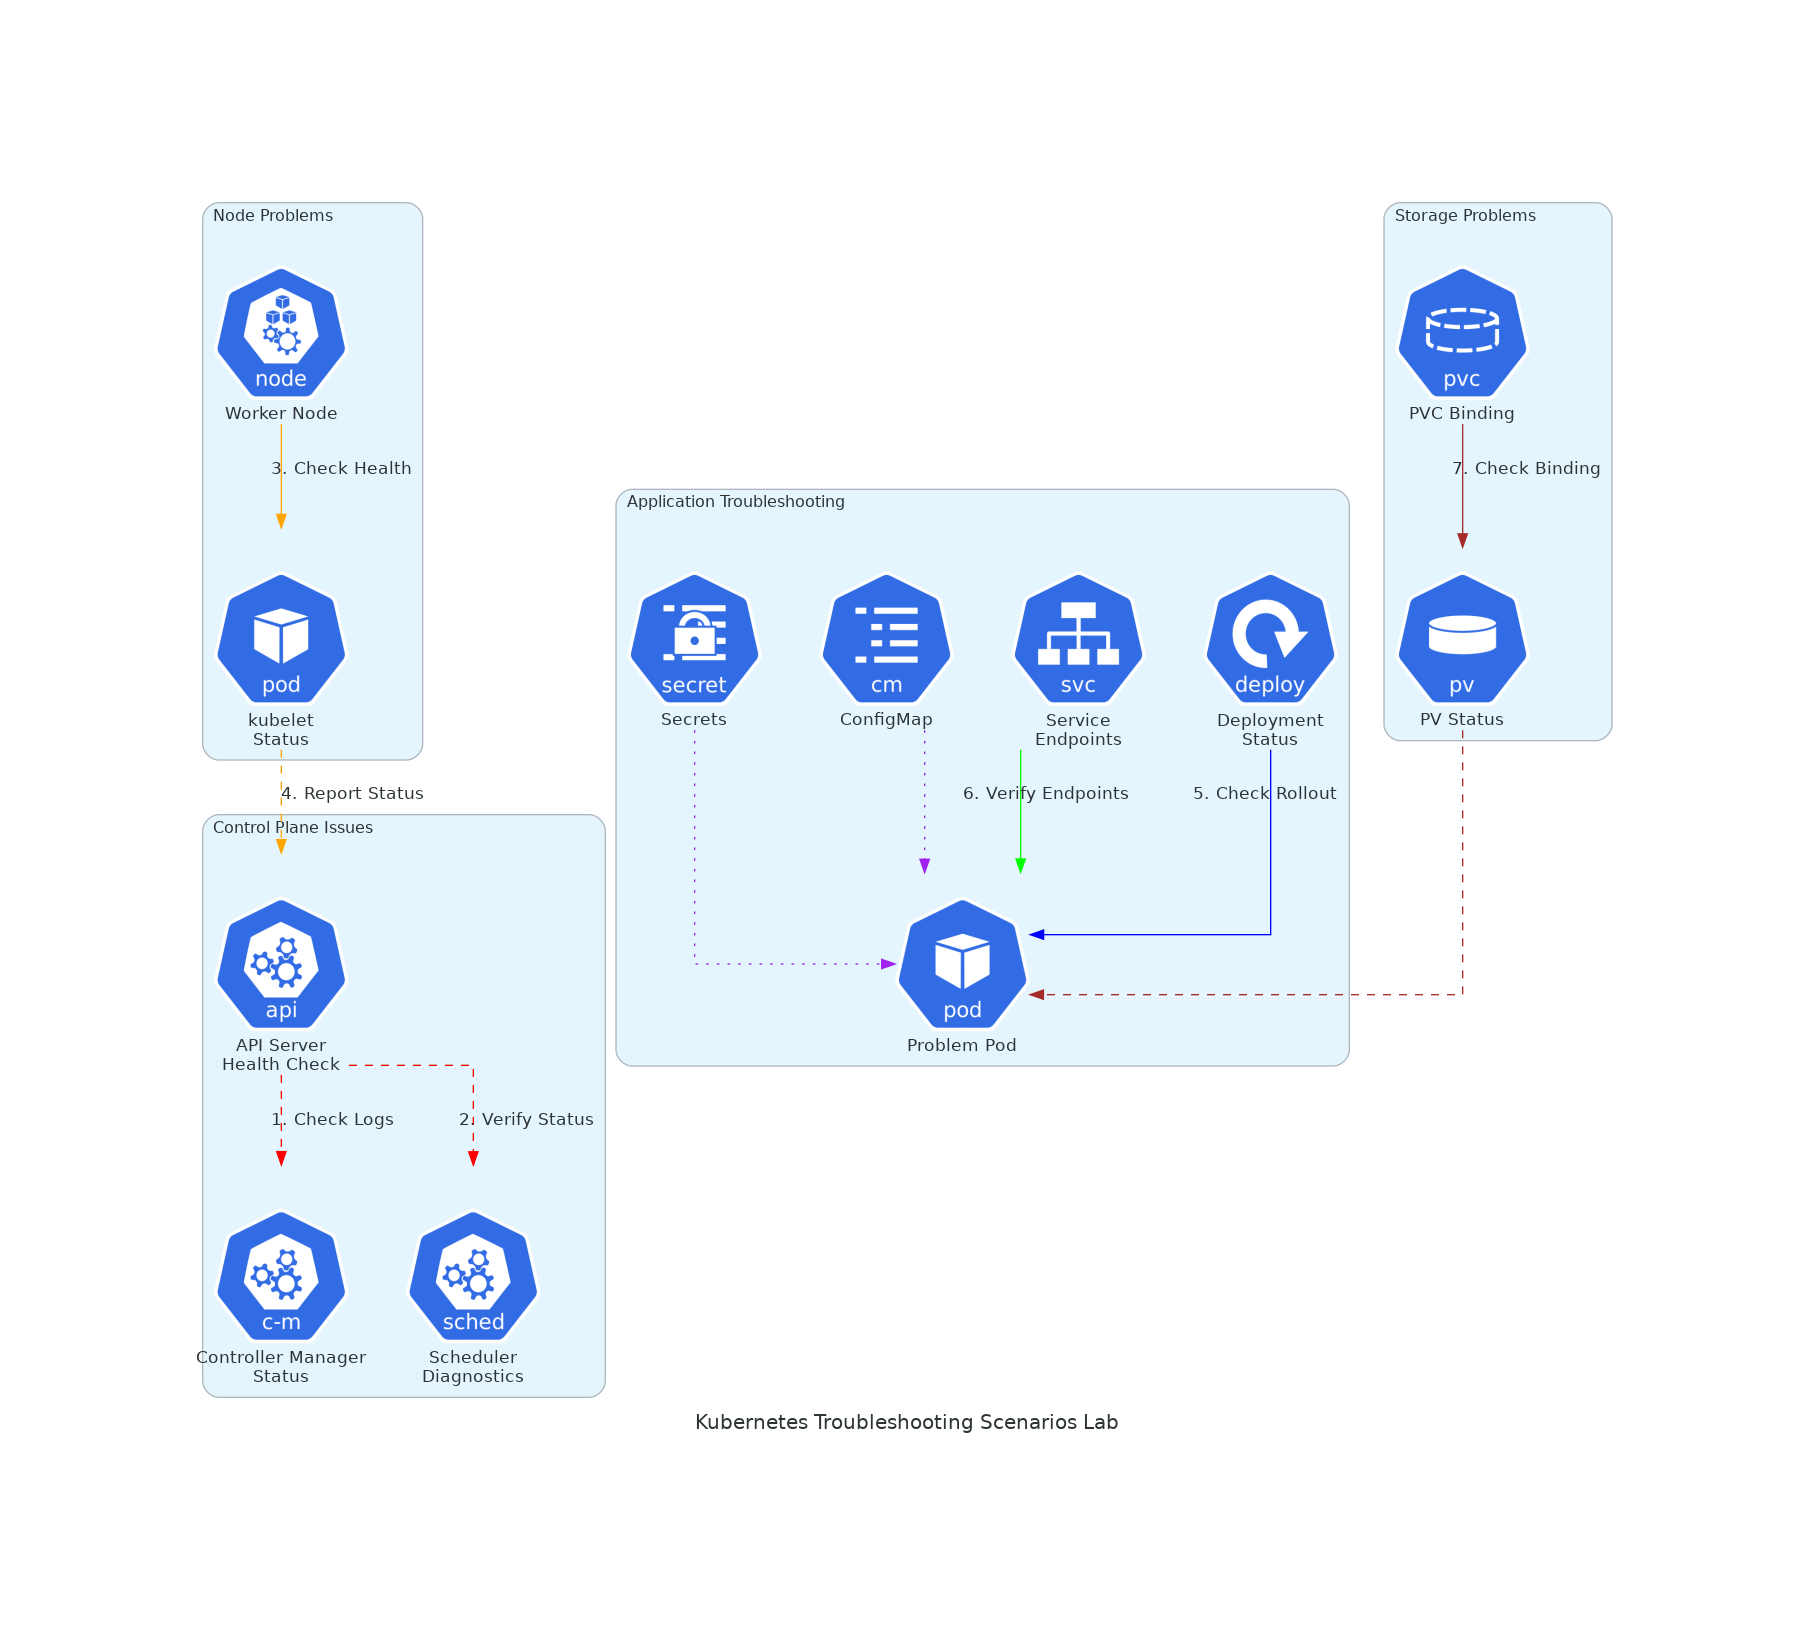 Node Problems
node
Worker Node
3. Check Health
pod
kubelet
Status
4. Report Status
Control Plane Issues
api
API Server
Health Check
1. Check Logs
2. Verify Status
c-m
Controller Manager
Status
sched
Scheduler
Diagnostics
Application Troubleshooting
secret
Secrets
cm
ConfigMap
svc
Service
Endpoints
deploy
Deployment
Status
6. Verify Endpoints
5. Check Rollout
pod
Problem Pod
Storage Problems
pvc
PVC Binding
7. Check Binding
pv
PV Status
Kubernetes Troubleshooting Scenarios Lab